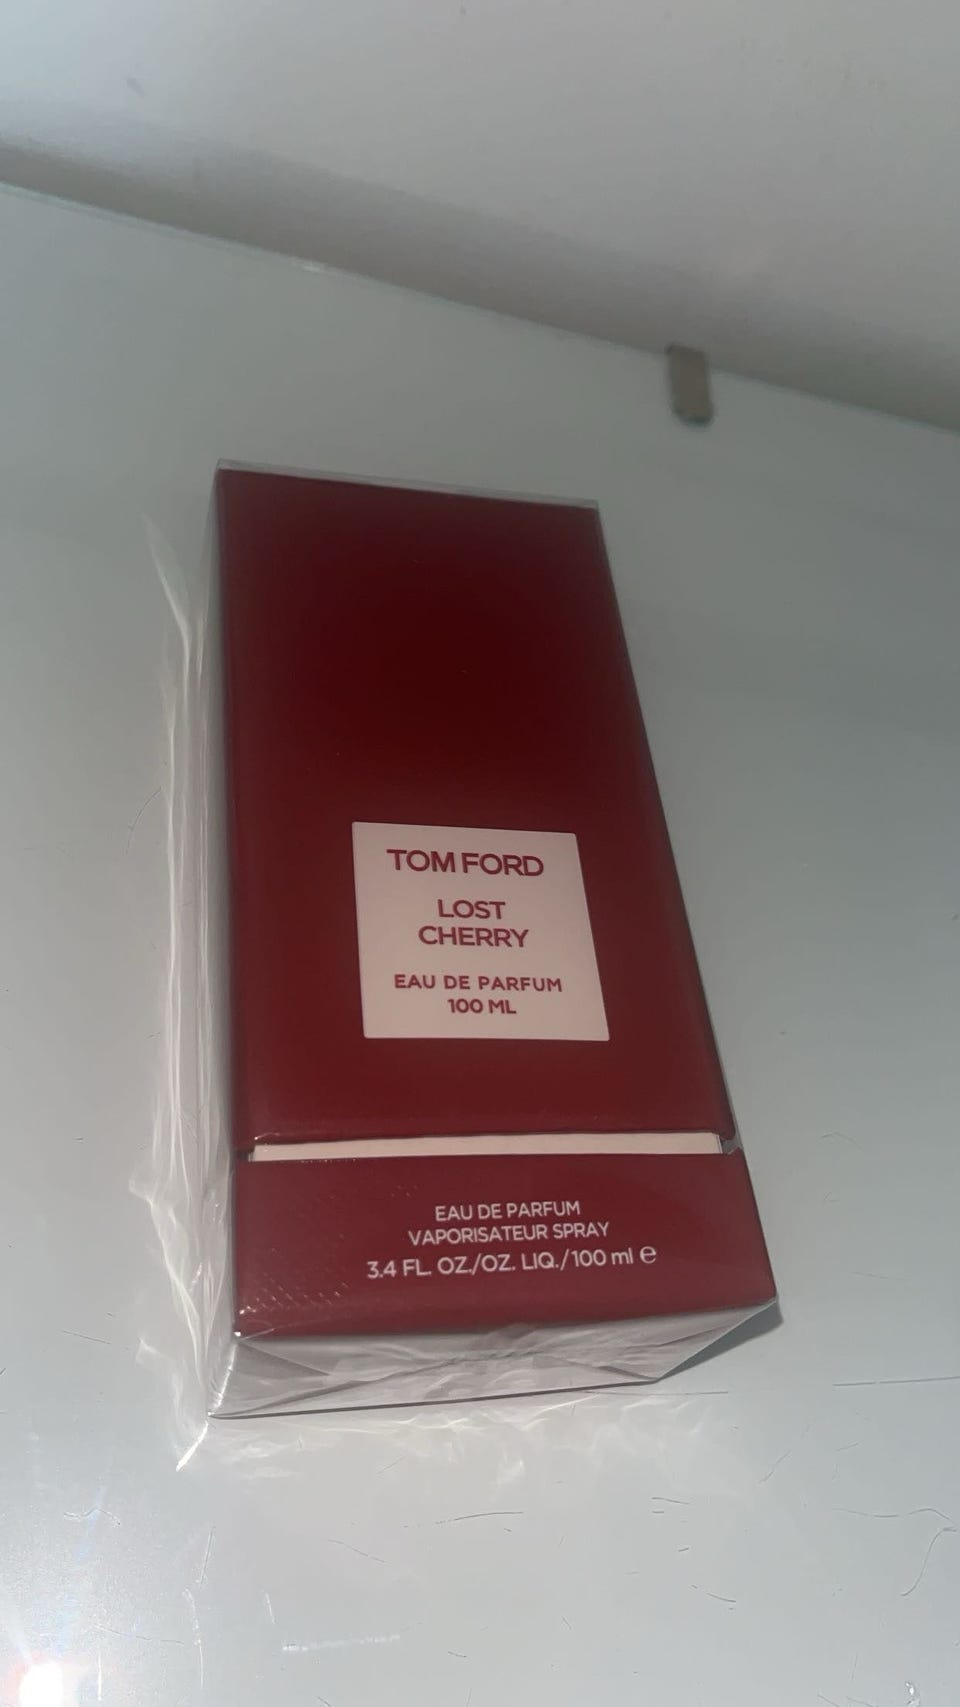 TOM FORD
LOST
CHERRY
EAU DE PARFUM
100 ML
EAU DE PARFUM
VAPORISATEUR SPRAY
3.4 FL. OZ./OZ. LIQ./100 ml ℮